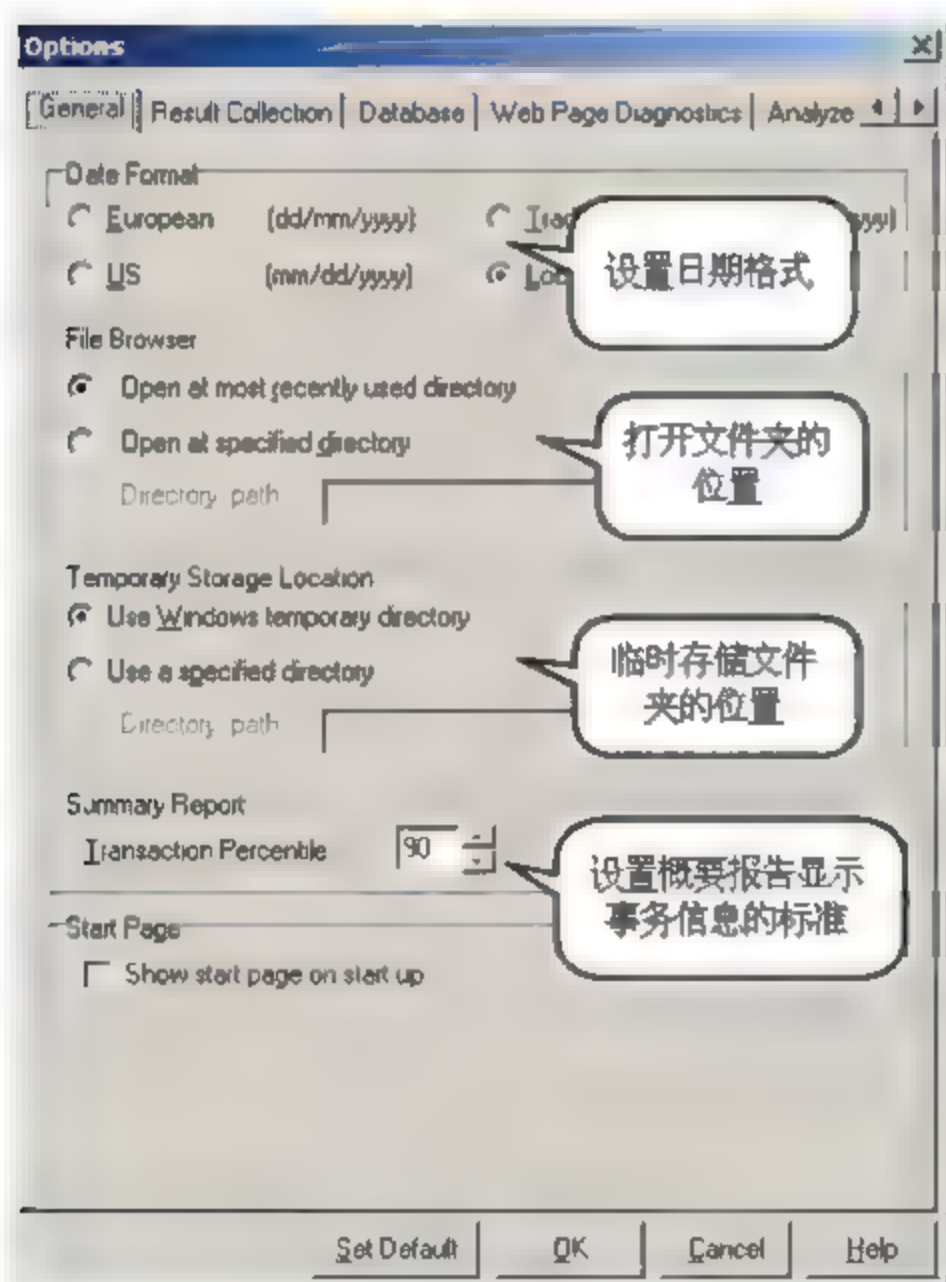 Options
General Result Collection Database Web Page Diagnostics Analyze
Date Format
European (dd/mm/yyyy)
US (mm/dd/yyyy)
设置日期格式
File Browser
Open at most recently used directory
Open at specified directory
Directory path
打开文件夹的
位置
Temporary Storage Location
Use Windows temporary directory
Use a specified directory
Directory path
临时存储文件
夹的位置
Summary Report
Transaction Percentile 90
设置概要报告显示
事务信息的标准
Start Page
Show start page on start up
Set Default OK Cancel Help